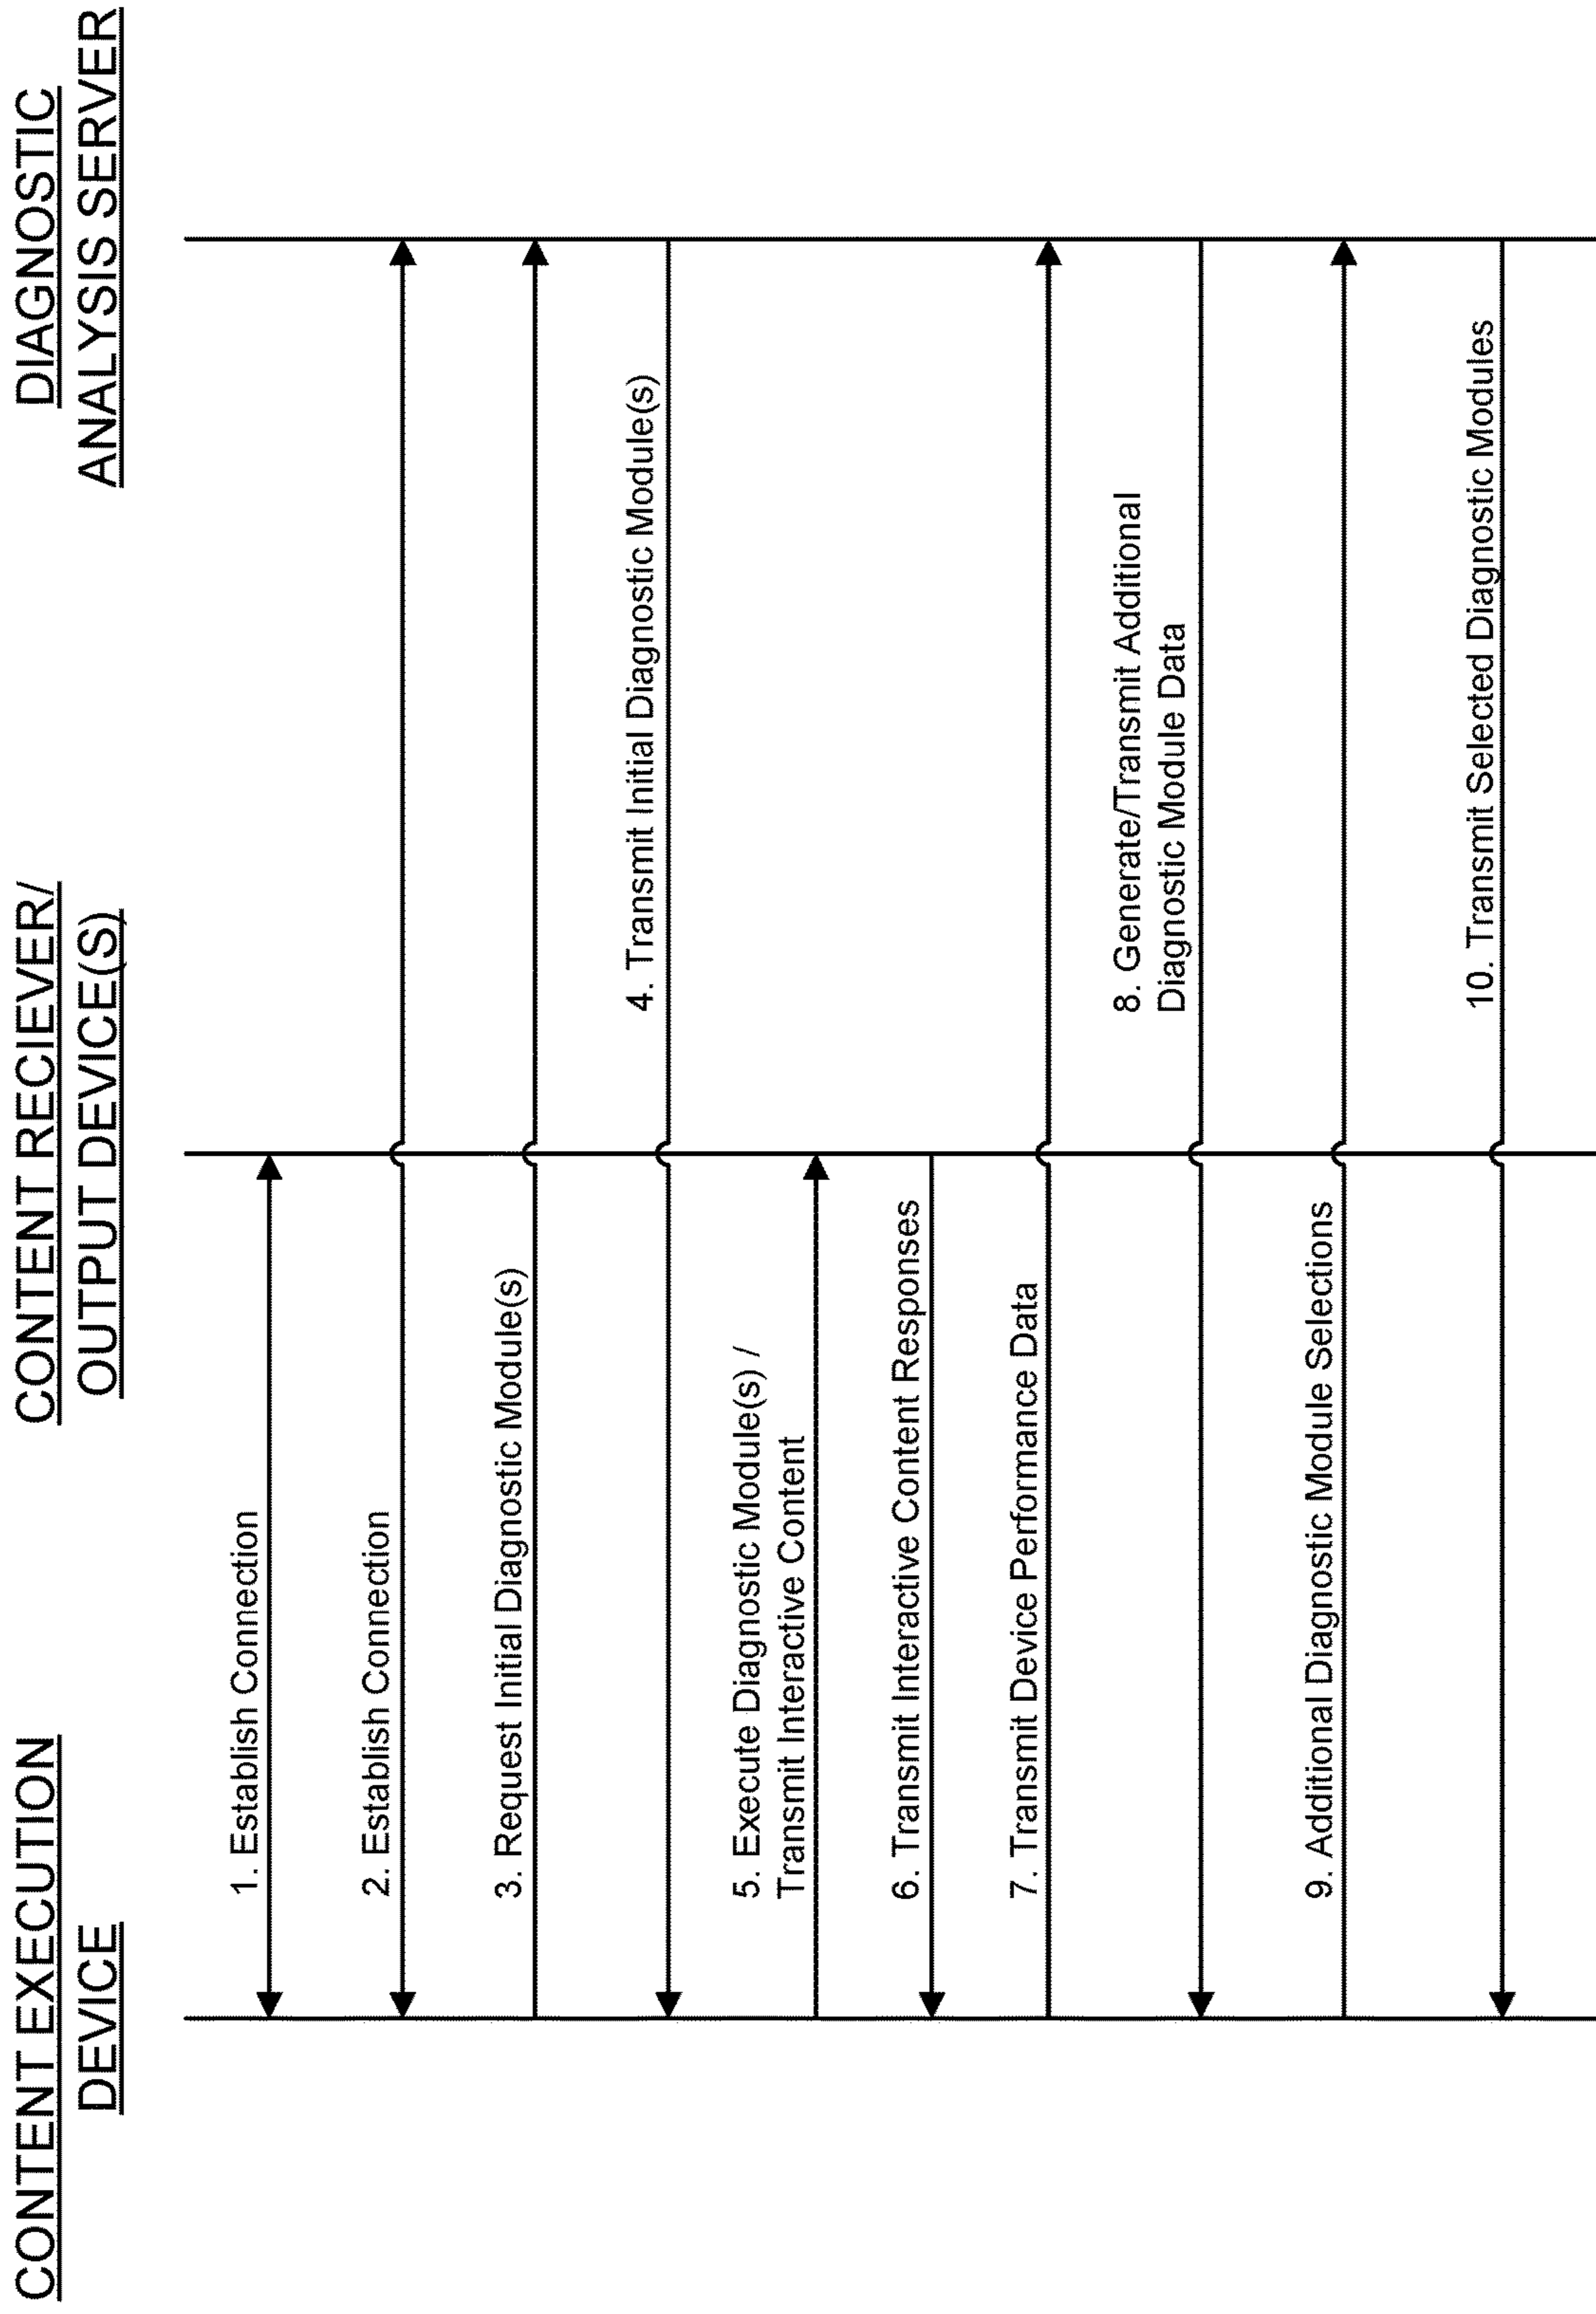 CONTENT EXECUTION
DEVICE
CONTENT RECIEVER/
OUTPUT DEVICE(S)
DIAGNOSTIC
ANALYSIS SERVER
1. Establish Connection
2. Establish Connection
3. Request Initial Diagnostic Module(s)
4. Transmit Initial Diagnostic Module(s)
5. Execute Diagnostic Module(s) /
Transmit Interactive Content
6. Transmit Interactive Content Responses
7. Transmit Device Performance Data
8. Generate/Transmit Additional
Diagnostic Module Data
9. Additional Diagnostic Module Selections
10. Transmit Selected Diagnostic Modules